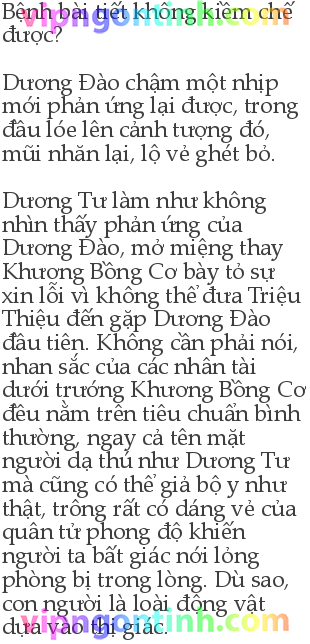 Bệnh bài tiết không kiềm chế
được?
Dương Đào chậm một nhịp
mới phản ứng lại được, trong
đầu lóe lên cảnh tượng đó,
mũi nhăn lại, lộ vẻ ghét bỏ.
Dương Tư làm như không
nhìn thấy phản ứng của
Dương Đào, mở miệng thay
Khương Bồng Cơ bày tỏ sự
xin lỗi vì không thể đưa Triệu
Thiệu đến gặp Dương Đào
đầu tiên. Không cần phải nói,
nhan sắc của các nhân tài
dưới trướng Khương Bồng Cơ
đều nằm trên tiêu chuẩn bình
thường, ngay cả tên mặt
người dạ thú như Dương Tư
mà cũng có thể giả bộ y như
thật, trông rất có dáng vẻ của
quân tử phong độ khiến
người ta bất giác nới lỏng
phòng bị trong lòng. Dù sao,
con người là loài động vật
dựa vào thị giác.
vipngontinh.com
vipngontinh.com